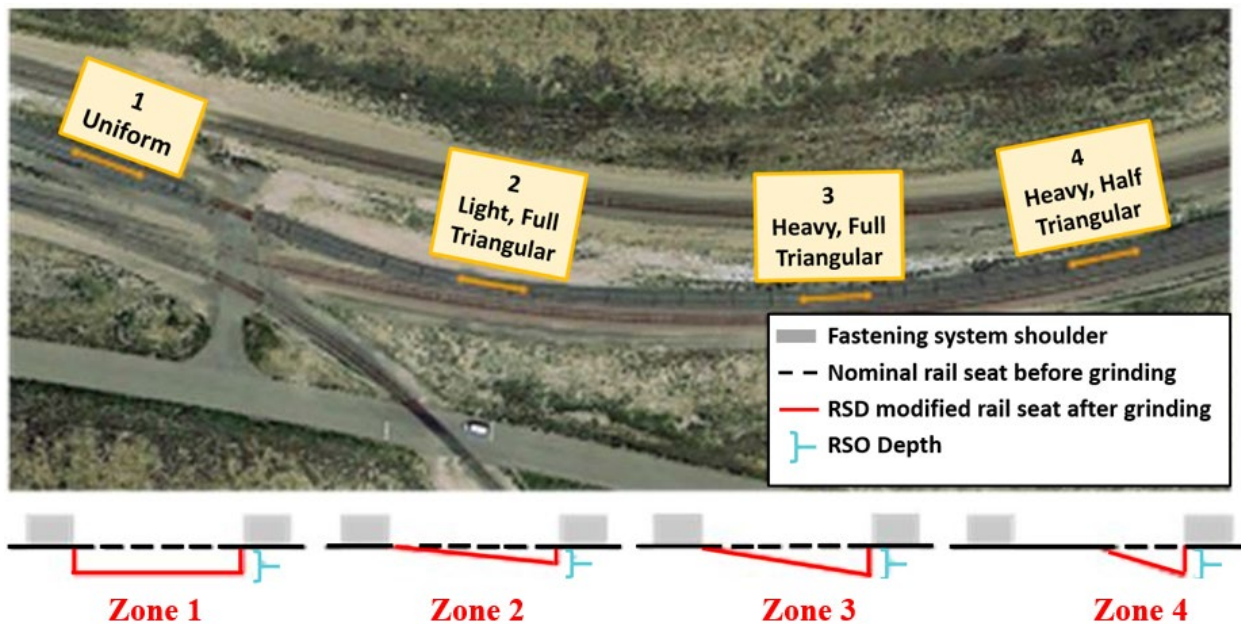 1
Uniform
2
Light, Full
Triangular
3
Heavy, Full
Triangular
4
Heavy, Half
Triangular
Fastening system shoulder
Nominal rail seat before grinding
RSD modified rail seat after grinding
RSO Depth
Zone 1
Zone 2
Zone 3
Zone 4